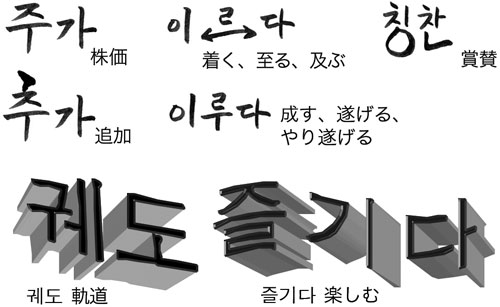 주가 株価
이르다
着く、至る、及ぶ
칭찬
賞賛
추가 追加
이루다 成す、遂げる、
やり遂げる
궤도
궤도 軌道
즐기다
즐기다 楽しむ